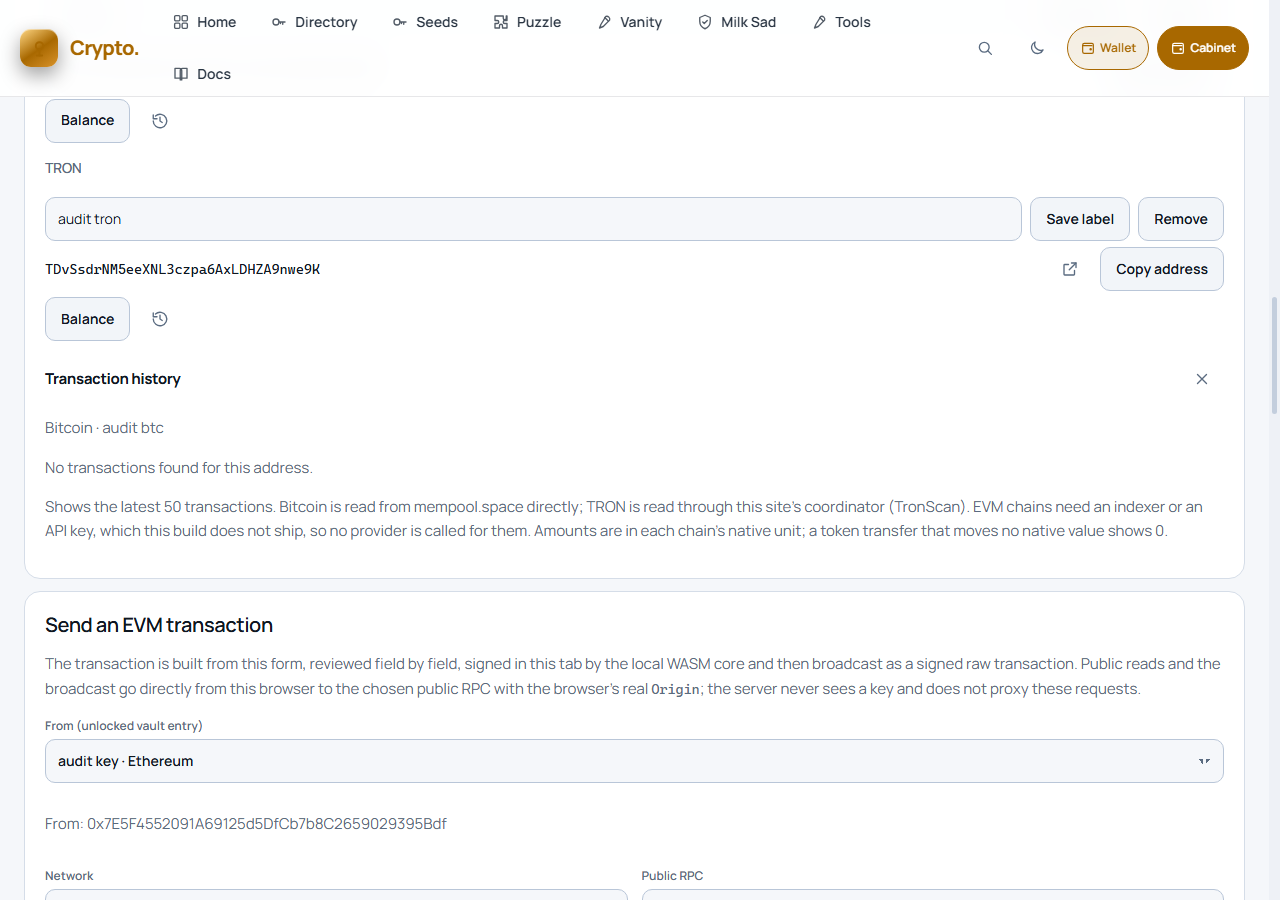 Crypto.
Home
Directory
Seeds
Puzzle
Vanity
Milk Sad
Tools
Docs
Wallet
Cabinet
Balance
TRON
audit tron
Save label
Remove
TDvSsdrNM5eeXNL3czpa6AxLDHZA9nwe9K
Copy address
Balance
Transaction history
Bitcoin · audit btc
No transactions found for this address.
Shows the latest 50 transactions. Bitcoin is read from mempool.space directly; TRON is read through this site's coordinator (TronScan). EVM chains need an indexer or an
API key, which this build does not ship, so no provider is called for them. Amounts are in each chain's native unit; a token transfer that moves no native value shows 0.
Send an EVM transaction
The transaction is built from this form, reviewed field by field, signed in this tab by the local WASM core and then broadcast as a signed raw transaction. Public reads and the
broadcast go directly from this browser to the chosen public RPC with the browser's real Origin; the server never sees a key and does not proxy these requests.
From (unlocked vault entry)
audit key · Ethereum
From: 0x7E5F4552091A69125d5DfCb7b8C2659029395Bdf
Network
Public RPC